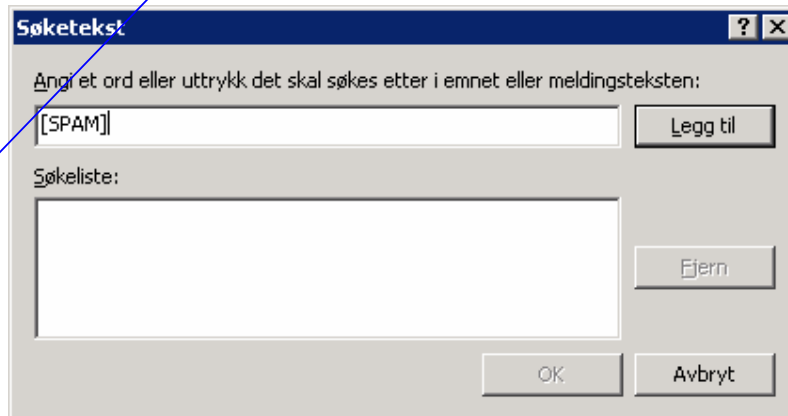 Søketekst
Angi et ord eller uttrykk det skal søkes etter i emnet eller meldingsteksten:
[SPAM]
Legg til
Søkeliste:
Fjern
OK
Avbryt